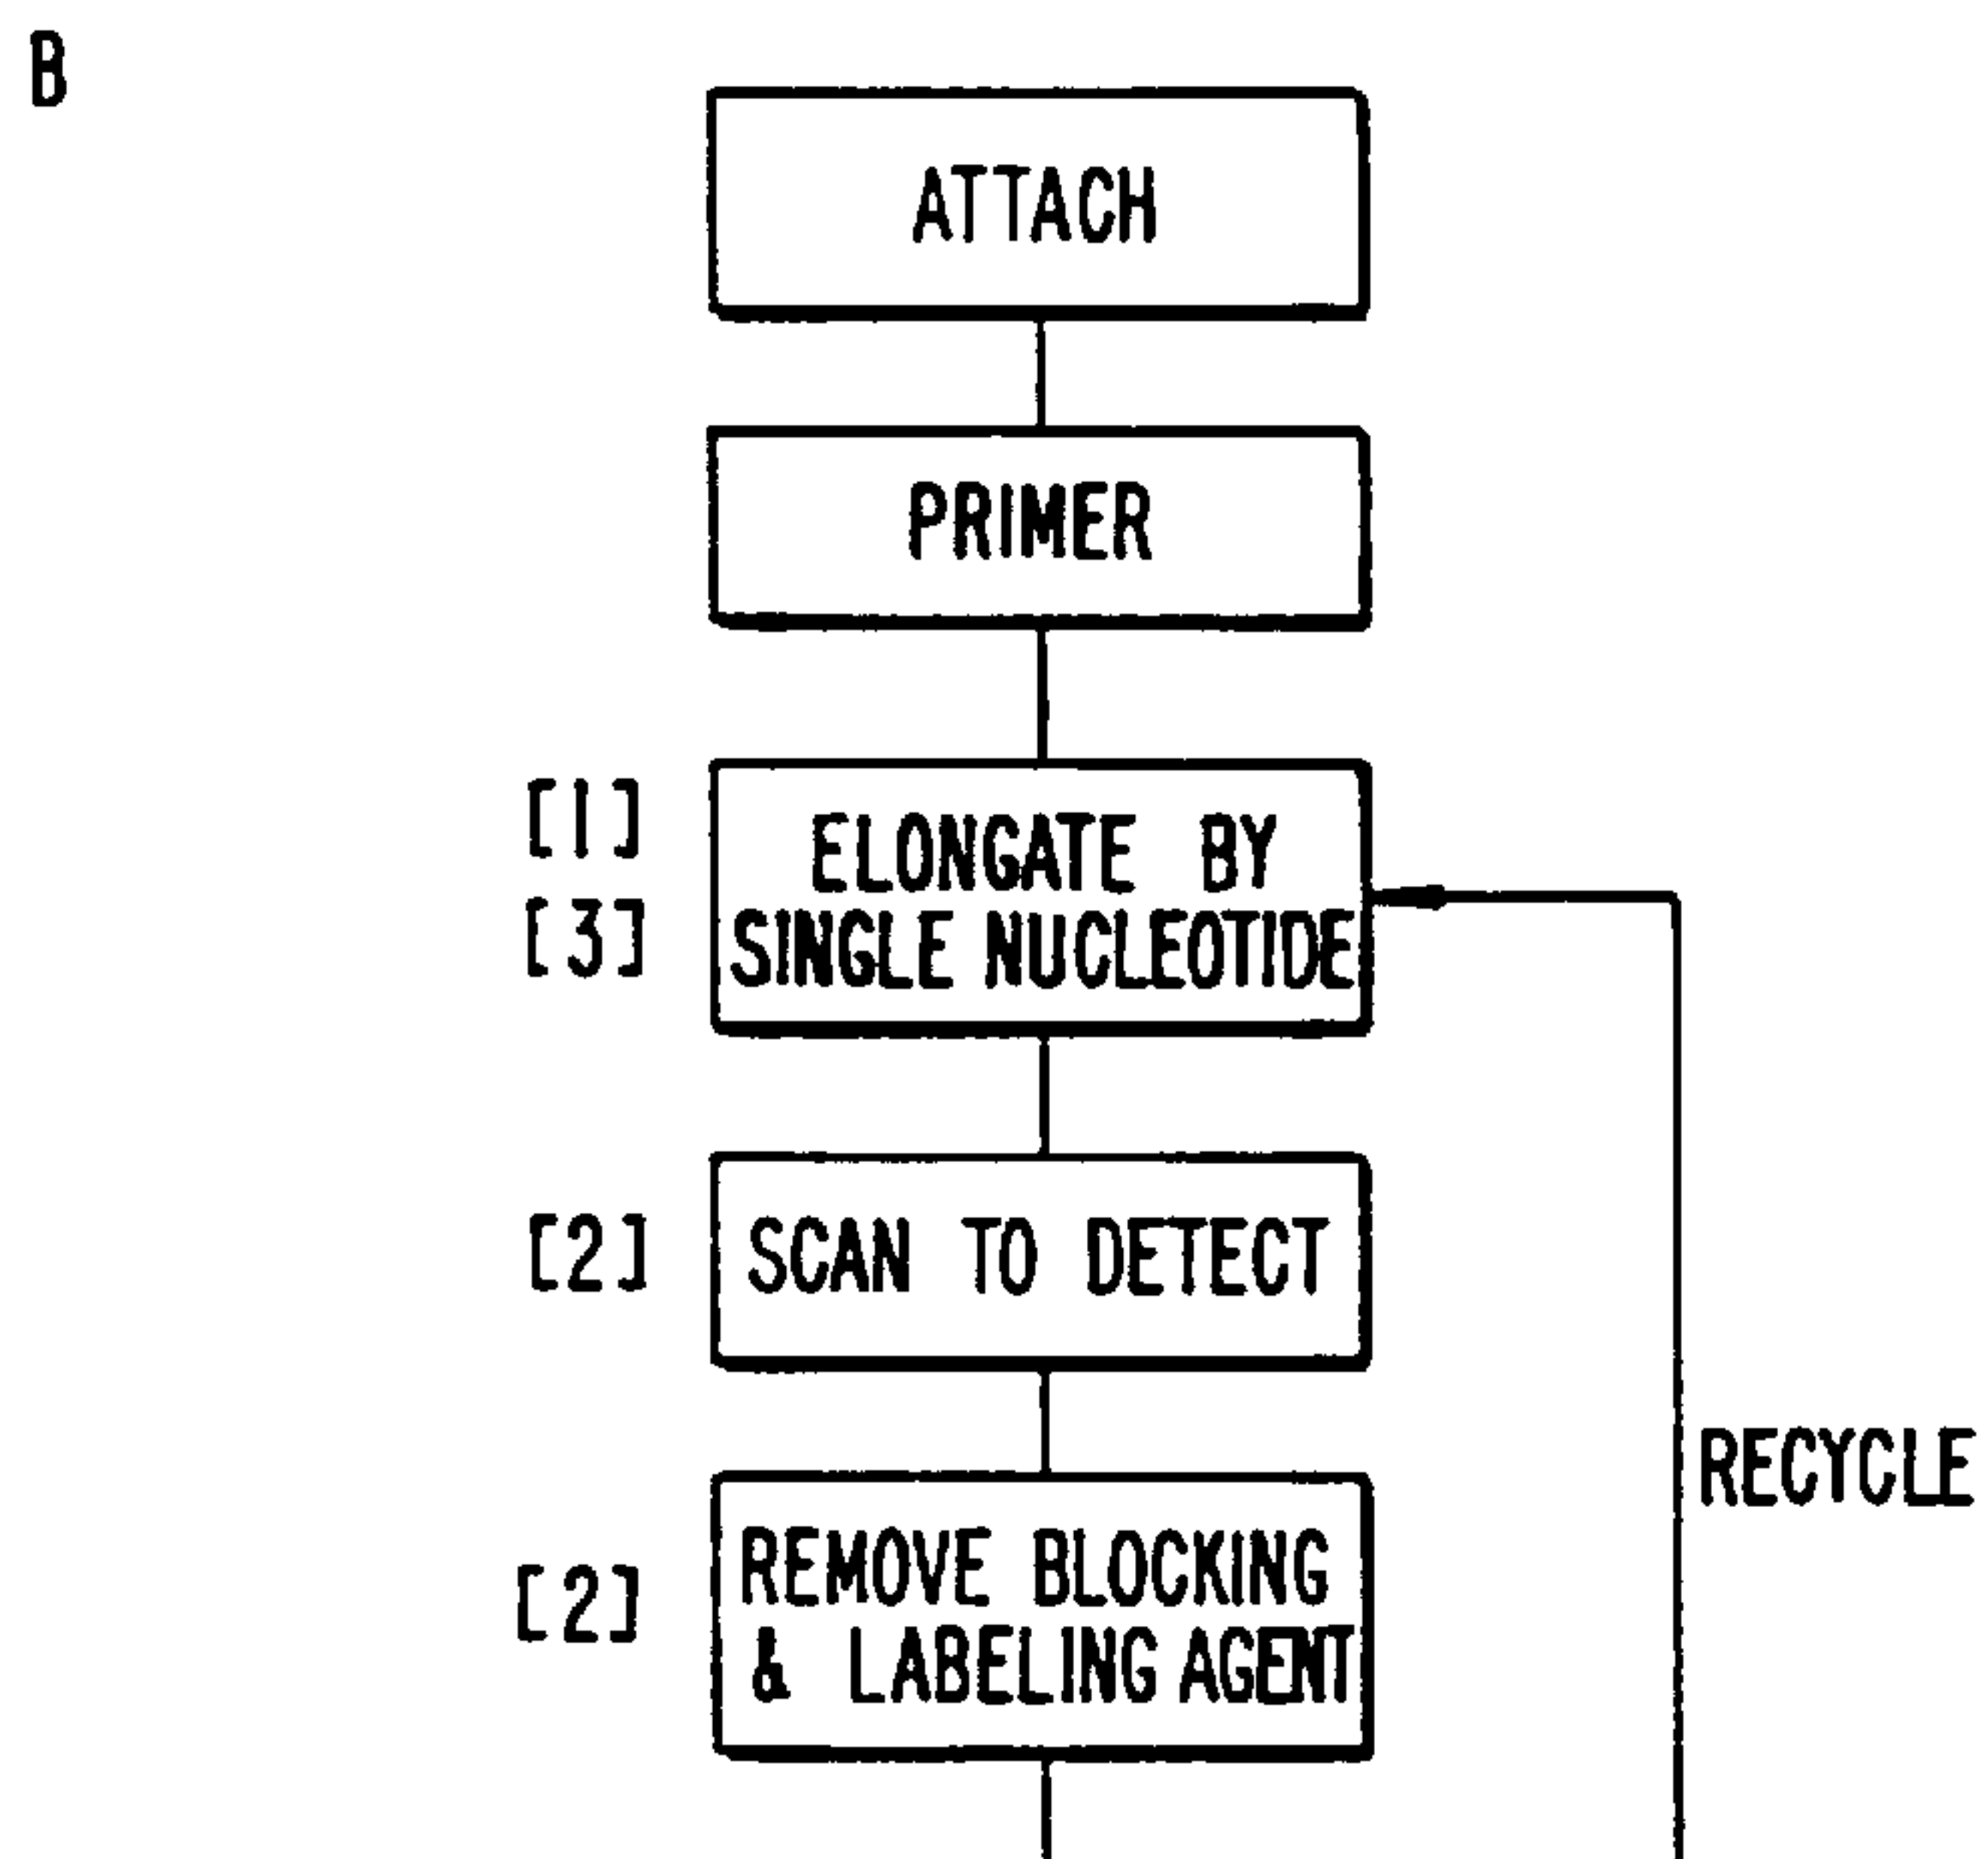 B
ATTACH
PRIMER
[1]
[3]
ELONGATE BY
SINGLE NUCLEOTIDE
[2]
SCAN TO DETECT
RECYCLE
[2]
REMOVE BLOCKING
& LABELING AGENT